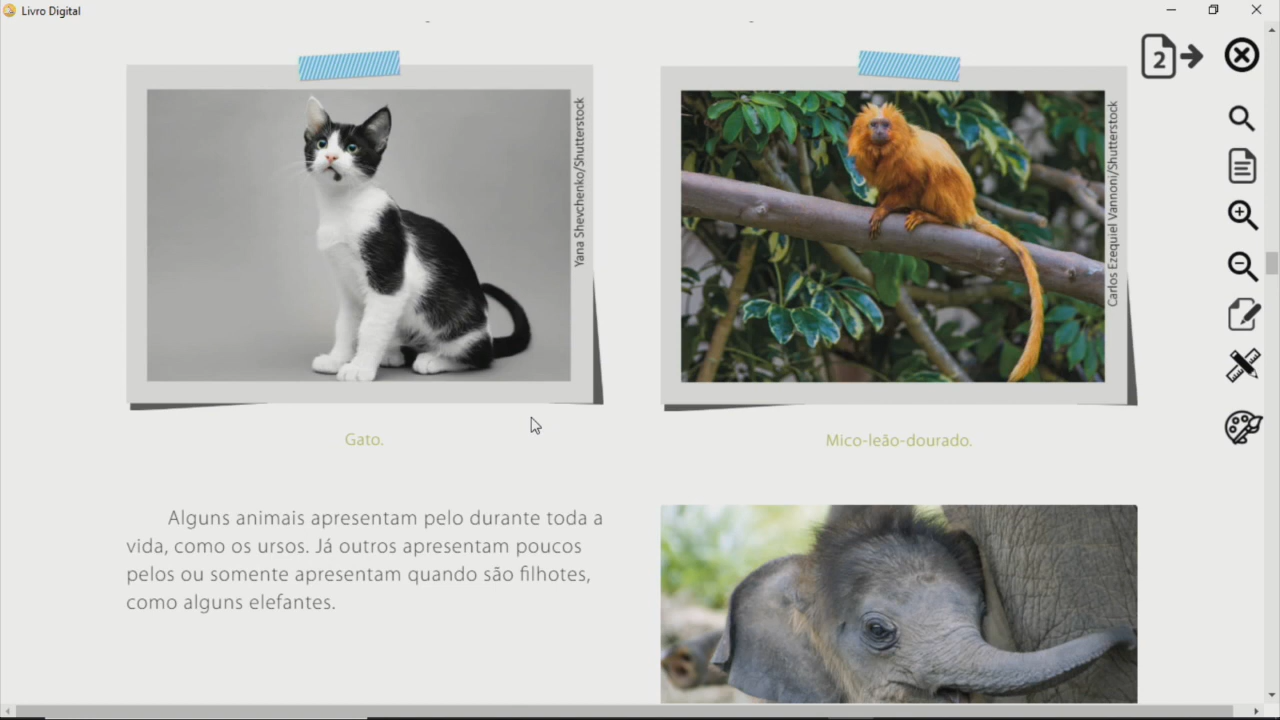 Livro Digital
2
Yana Shevchenko/Shutterstock
Carlos Ezequiel Vannoni/Shutterstock
Gato.
Mico-leão-dourado.
Alguns animais apresentam pelo durante toda a
vida, como os ursos. Já outros apresentam poucos
pelos ou somente apresentam quando são filhotes,
como alguns elefantes.